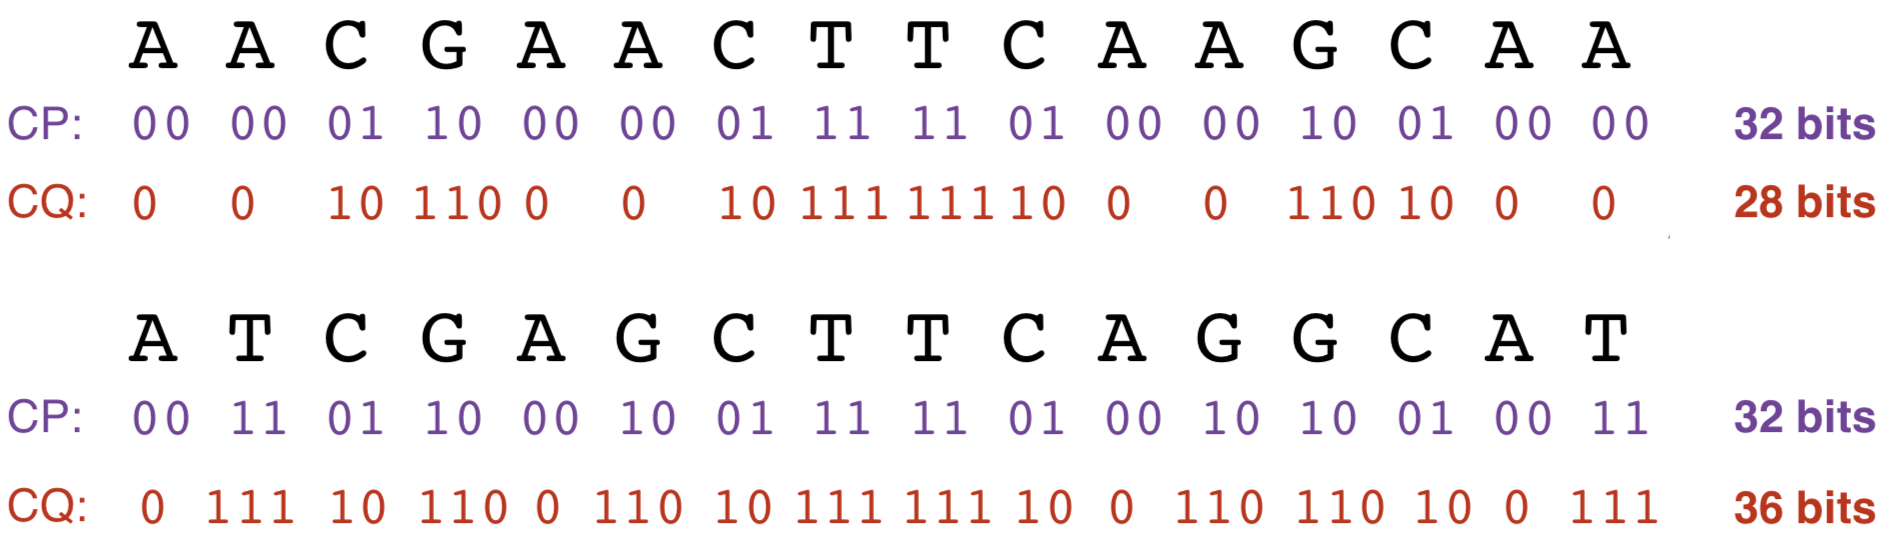 A A C G A A C T T C A A G C A A
CP: 00 00 01 10 00 00 01 11 11 01 00 00 10 01 00 00 32 bits
CQ: 0 0 10 110 0 0 10 111 111 10 0 0 110 10 0 0 28 bits
A T C G A G C T T C A G G C A T
CP: 00 11 01 10 00 10 01 11 11 01 00 10 10 01 00 11 32 bits
CQ: 0 111 10 110 0 110 10 111 111 10 0 110 110 10 0 111 36 bits